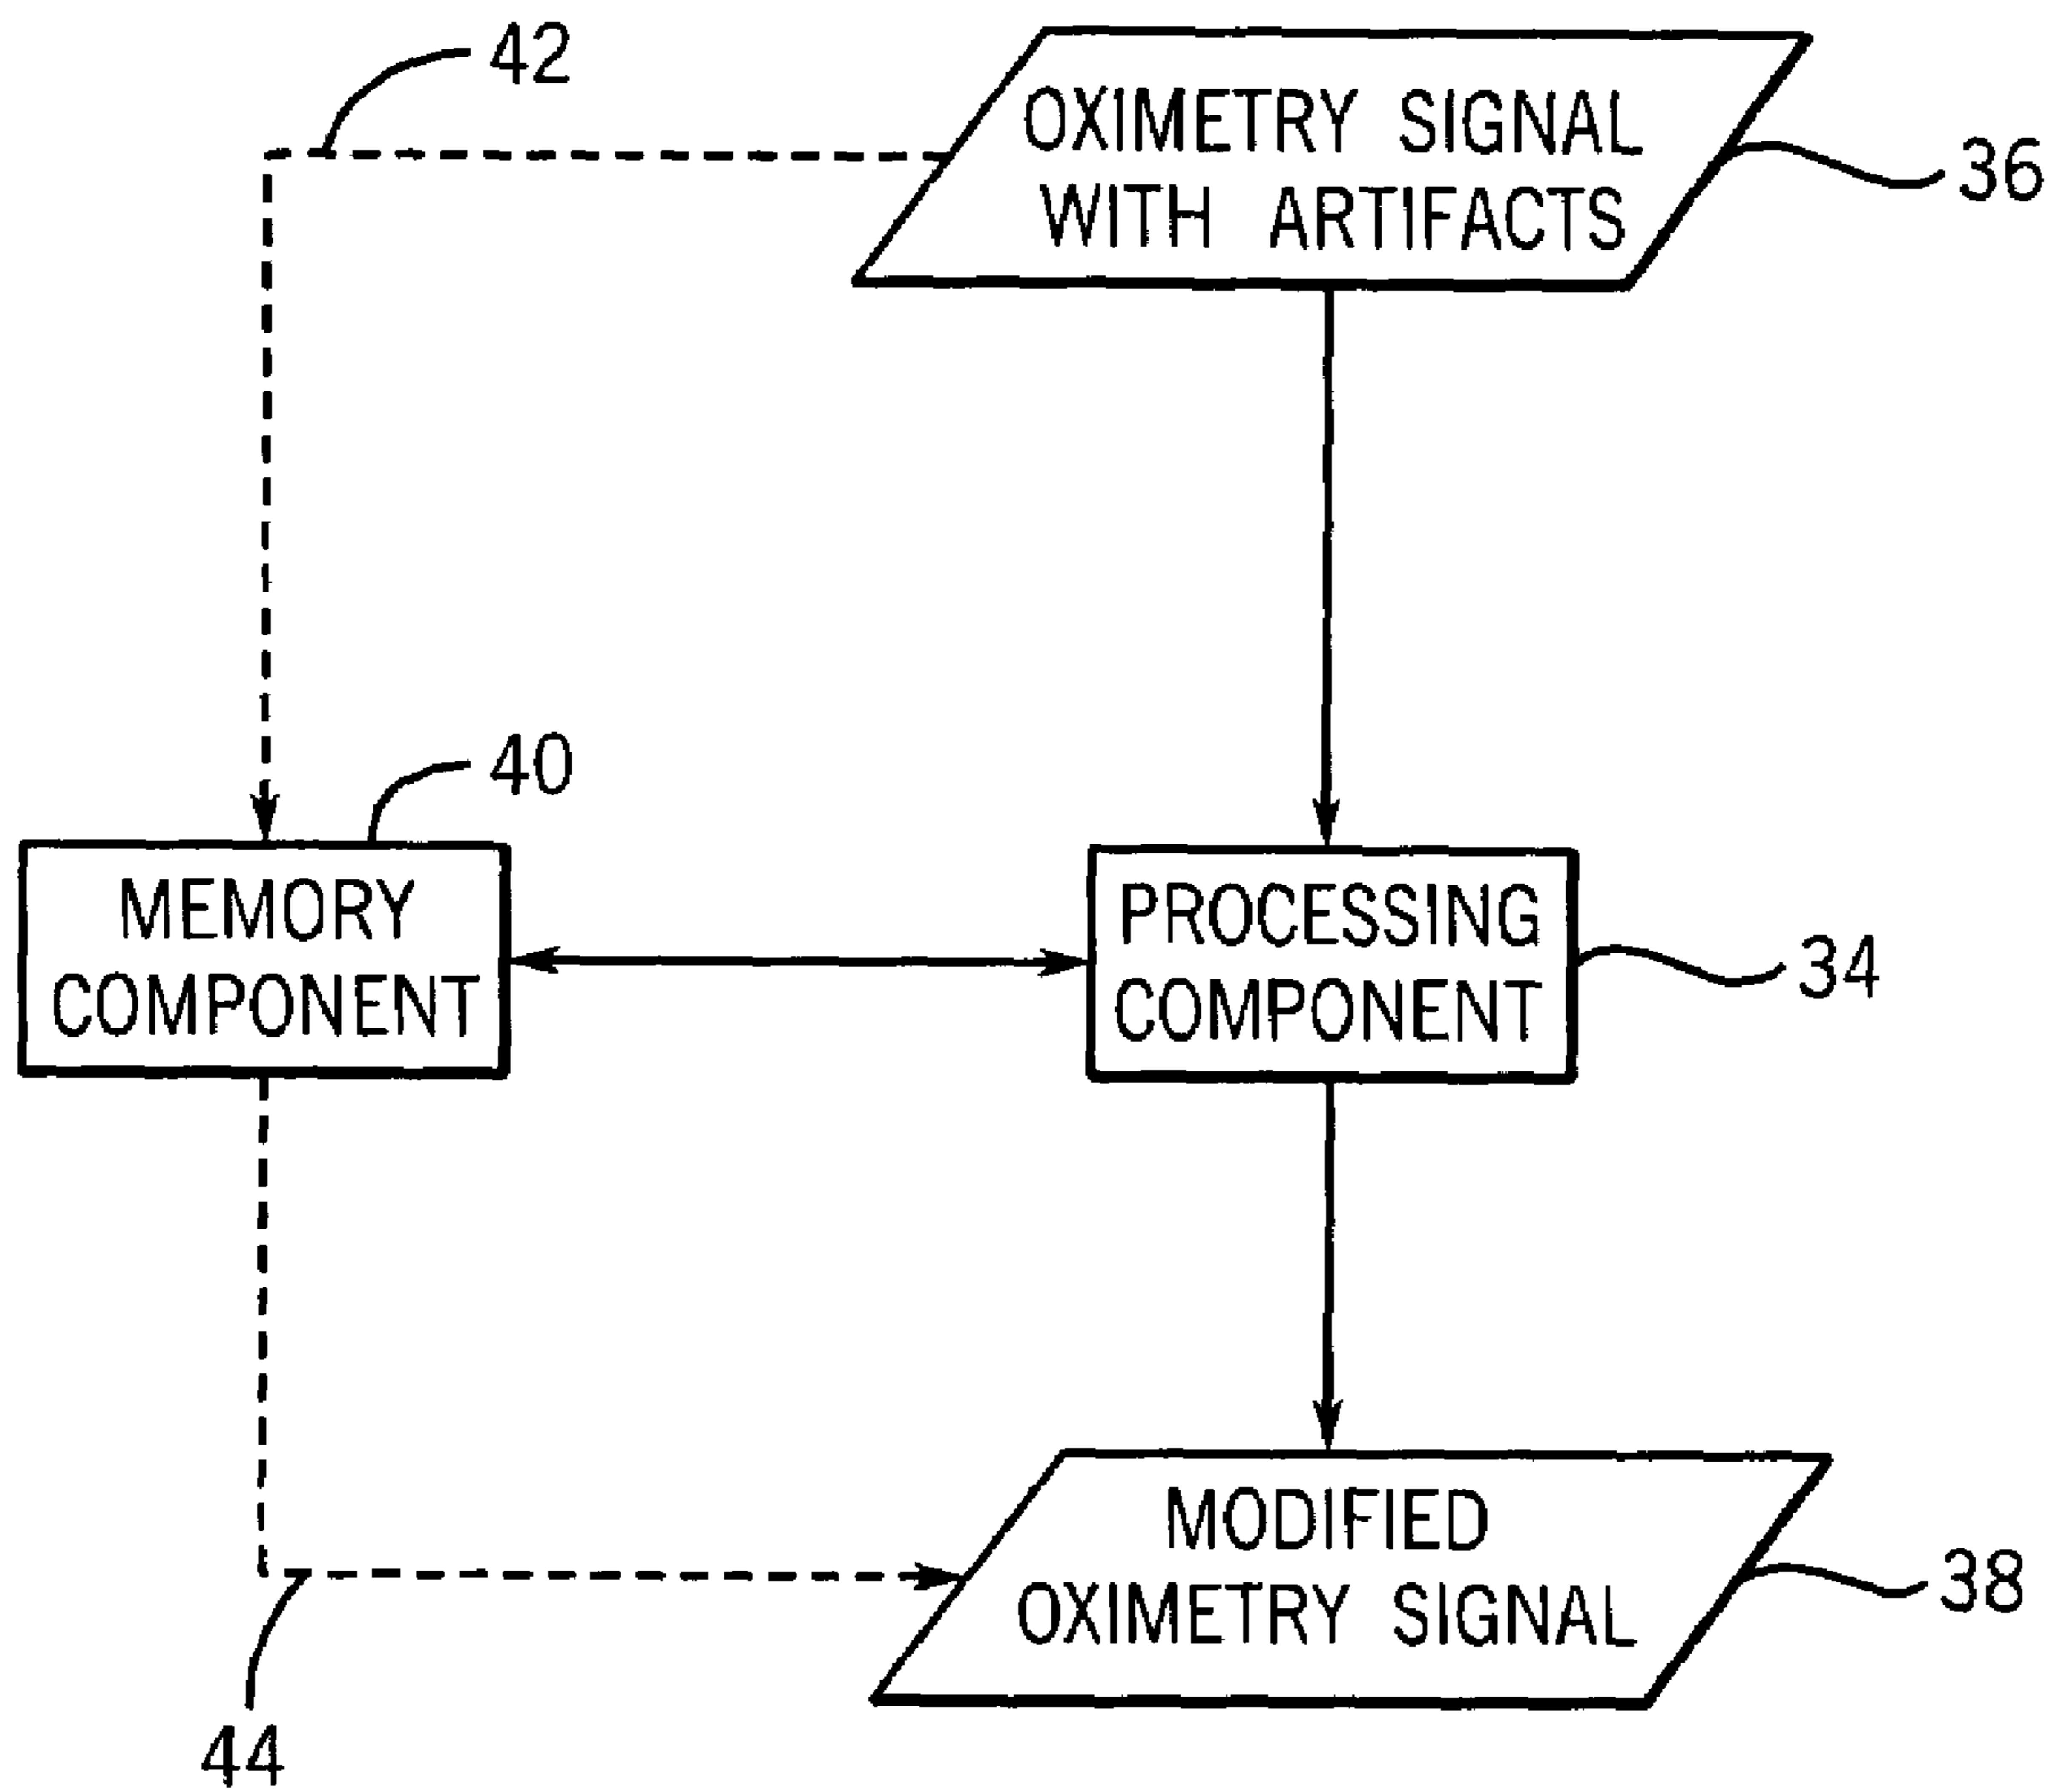 42
OXIMETRY SIGNAL
WITH ARTIFACTS
36
40
MEMORY
COMPONENT
PROCESSING
COMPONENT
34
MODIFIED
OXIMETRY SIGNAL
38
44